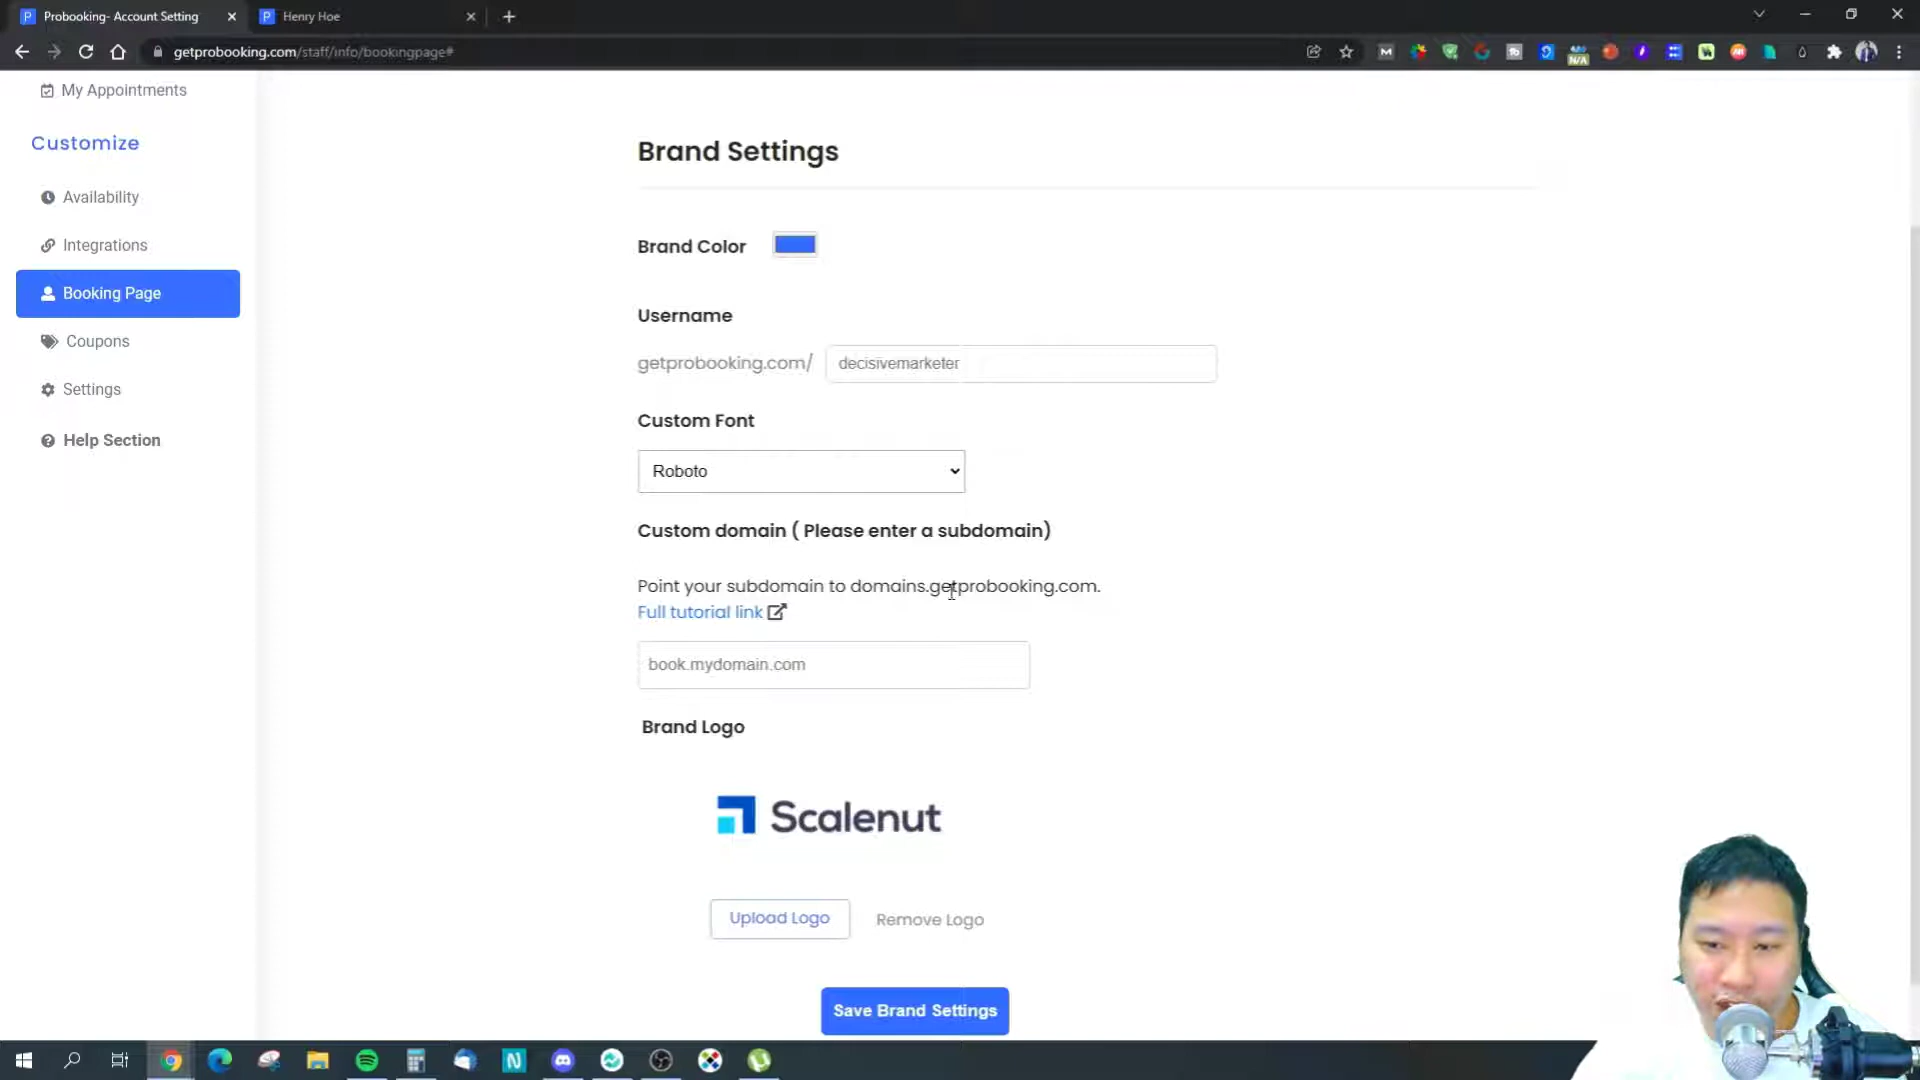 Probooking- Account Setting
Henry Hoe
getprobooking.com/staff/info/bookingpage#
N/A
My Appointments
Customize
Availability
Integrations
Booking Page
Coupons
Settings
Help Section
Brand Settings
Brand Color
Username
getprobooking.com/ decisivemarketer
Custom Font
Roboto
Custom domain ( Please enter a subdomain)
Point your subdomain to domains.getprobooking.com.
Full tutorial link
book.mydomain.com
Brand Logo
Scalenut
Upload Logo
Remove Logo
Save Brand Settings